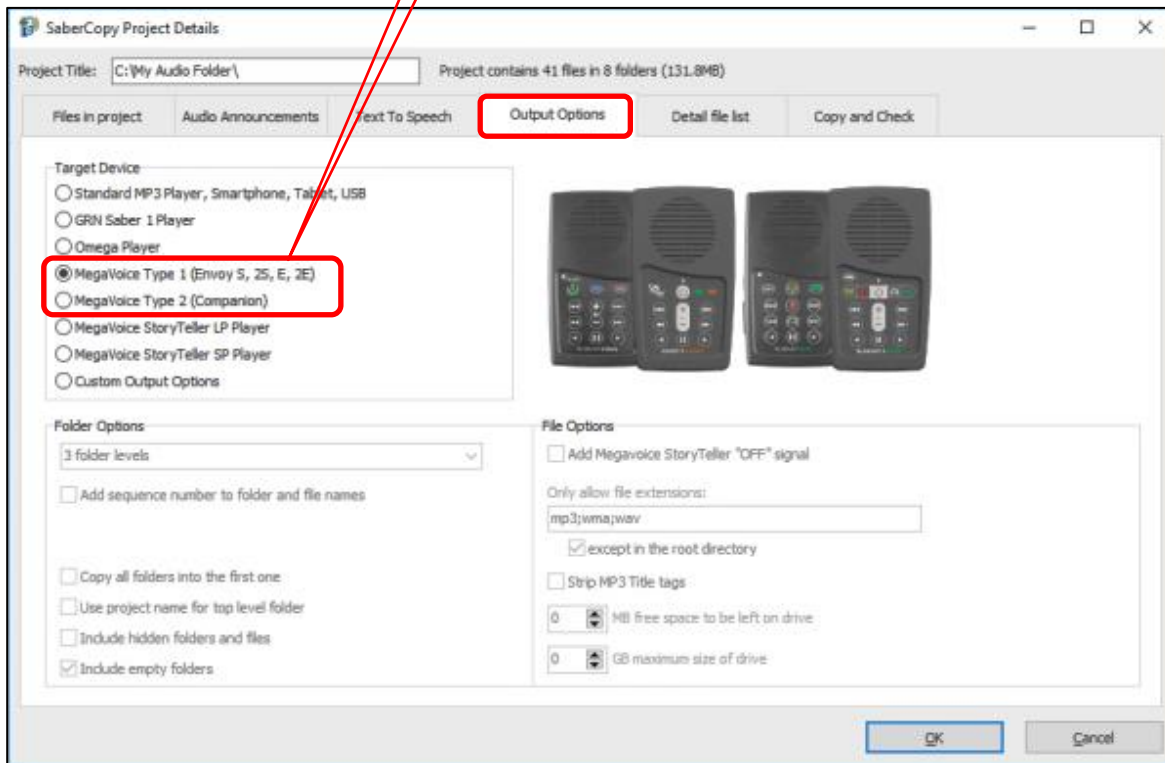 SaberCopy Project Details
Project Title: C:\My Audio Folder\ Project contains 41 files in 8 folders (131.8MB)
Files in project Audio Announcements Text To Speech Output Options Detail file list Copy and Check
Target Device
Standard MP3 Player, Smartphone, Tablet, USB
GRN Saber 1 Player
Omega Player
MegaVoice Type 1 (Envoy S, 2S, E, 2E)
MegaVoice Type 2 (Companion)
MegaVoice StoryTeller LP Player
MegaVoice StoryTeller SP Player
Custom Output Options
Folder Options
3 folder levels
Add sequence number to folder and file names
Copy all folders into the first one
Use project name for top level folder
Include hidden folders and files
Include empty folders
File Options
Add Megavoice StoryTeller "OFF" signal
Only allow file extensions:
mp3;wma;wav
except in the root directory
Strip MP3 Title tags
0 MB free space to be left on drive
0 GB maximum size of drive
OK Cancel